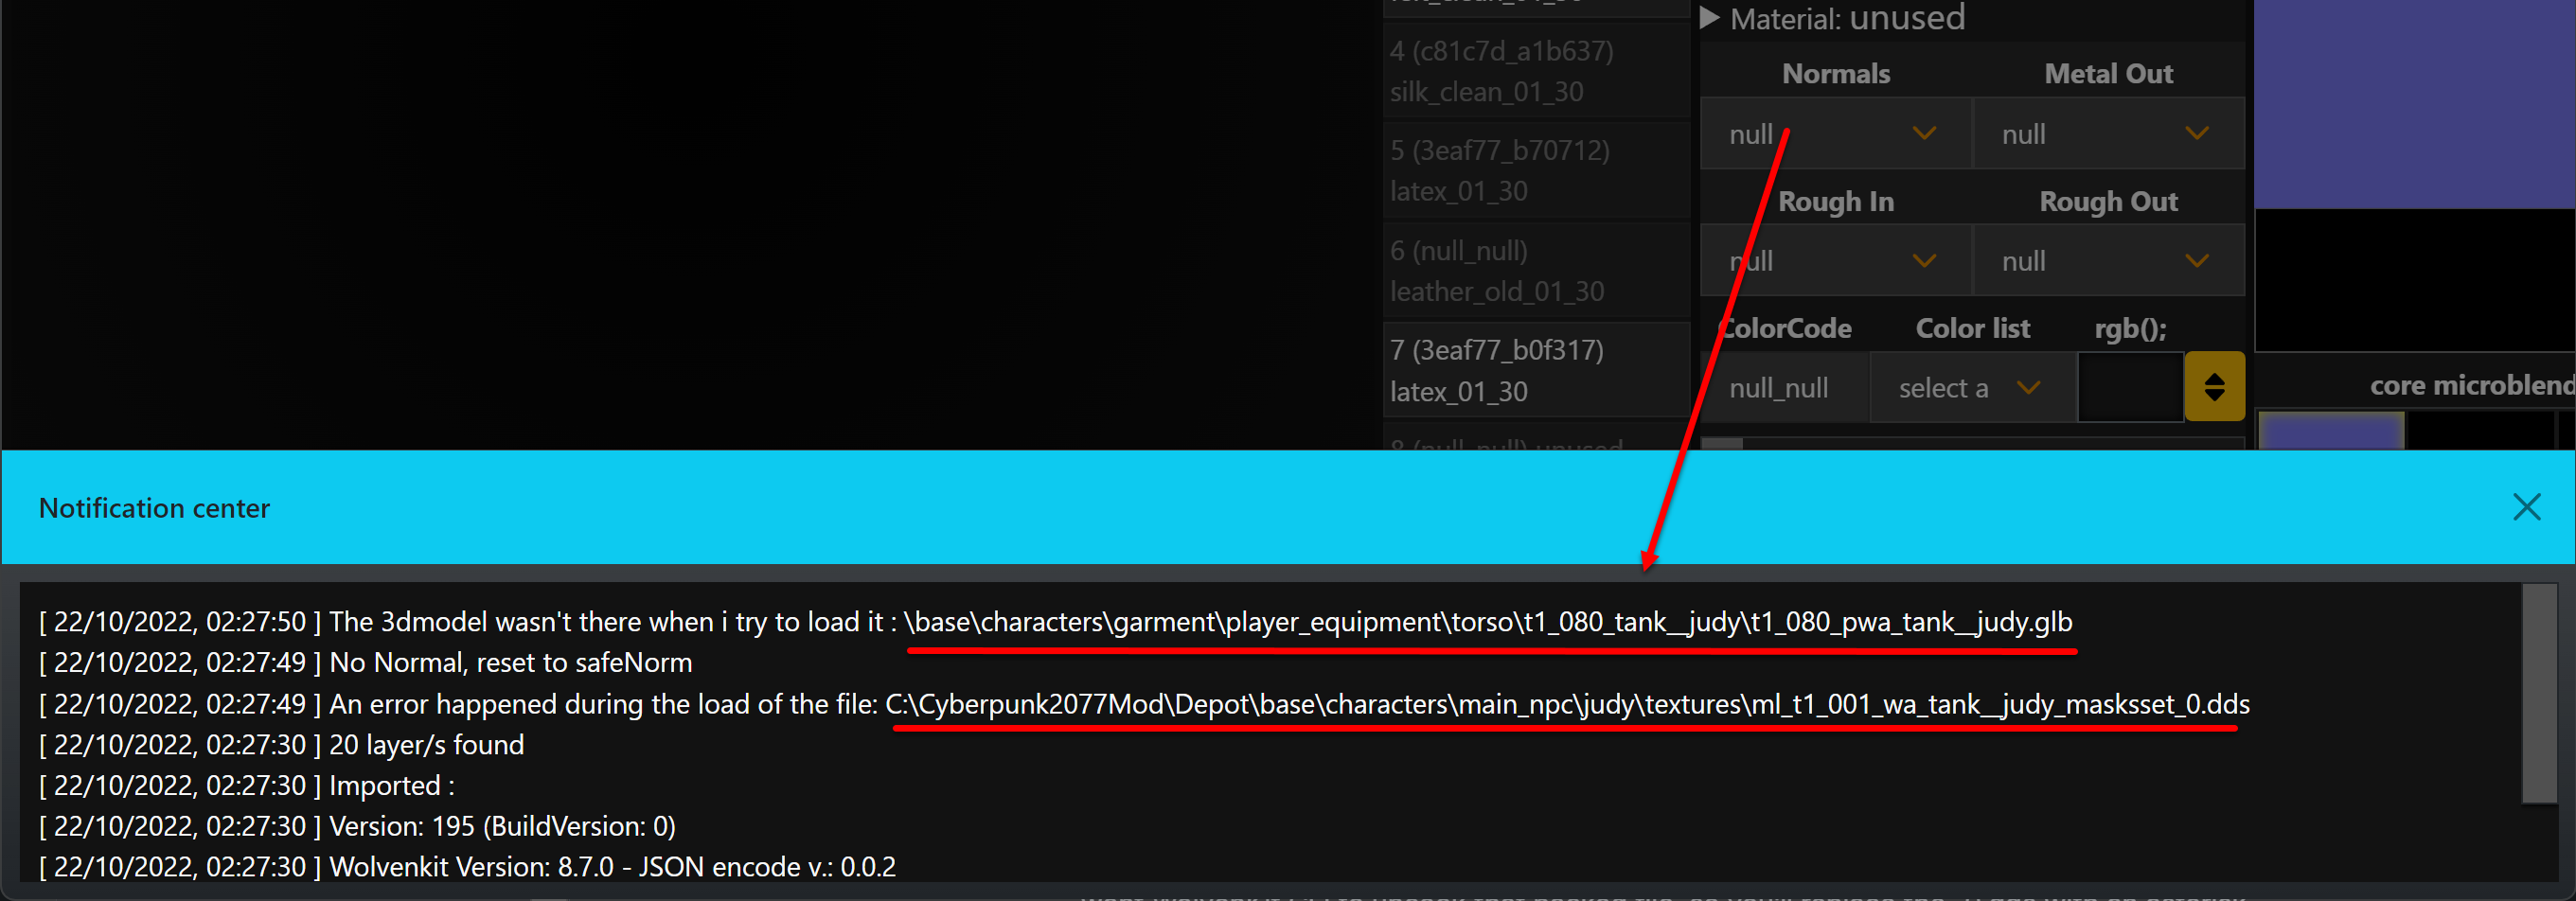 4 (c81c7d_a1b637)
silk_clean_01_30
5 (3eaf77_b70712)
latex_01_30
6 (null_null)
leather_old_01_30
7 (3eaf77_b0f317)
latex_01_30
8 (null_null) unused
Material: unused
Normals Metal Out
null null
Rough In Rough Out
null null
ColorCode Color list rgb();
null_null select a
core microblend
Notification center
[ 22/10/2022, 02:27:50 ] The 3dmodel wasn't there when i try to load it : \base\characters\garment\player_equipment\torso\t1_080_tank__judy\t1_080_pwa_tank__judy.glb
[ 22/10/2022, 02:27:49 ] No Normal, reset to safeNorm
[ 22/10/2022, 02:27:49 ] An error happened during the load of the file: C:\Cyberpunk2077Mod\Depot\base\characters\main_npc\judy\textures\ml_t1_001_wa_tank__judy_masksset_0.dds
[ 22/10/2022, 02:27:30 ] 20 layer/s found
[ 22/10/2022, 02:27:30 ] Imported :
[ 22/10/2022, 02:27:30 ] Version: 195 (BuildVersion: 0)
[ 22/10/2022, 02:27:30 ] Wolvenkit Version: 8.7.0 - JSON encode v.: 0.0.2